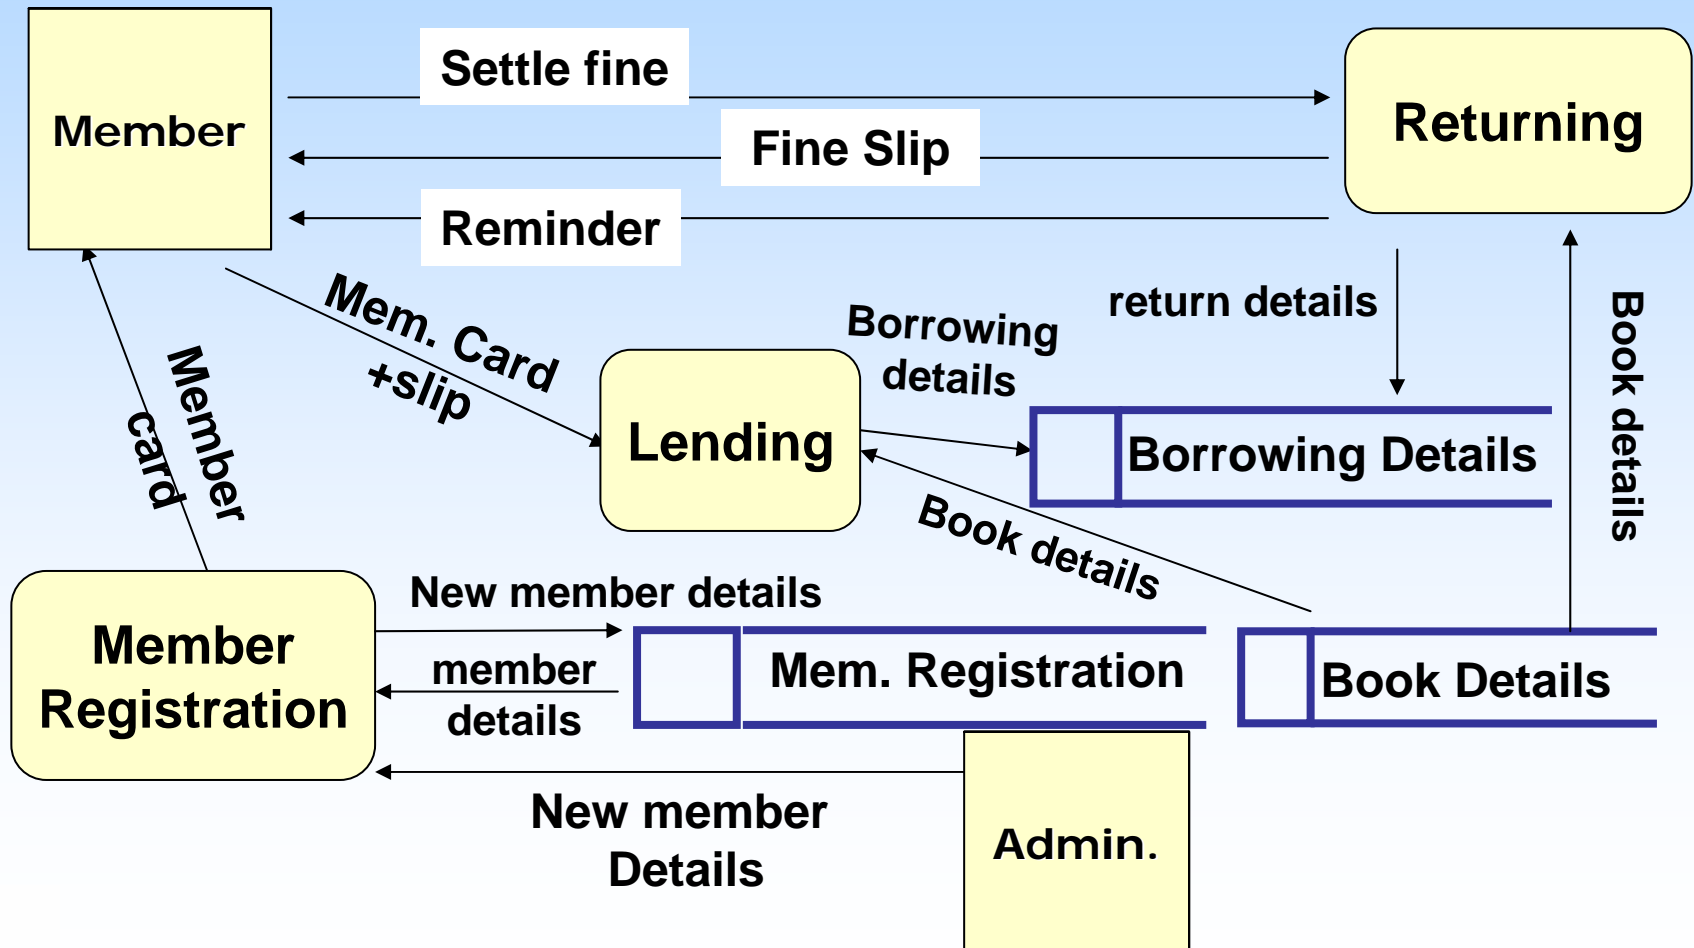 Settle fine
Member
Returning
Fine Slip
Reminder
Mem. Card
+slip
Borrowing
details
return details
Book details
Member
card
Lending
Borrowing Details
Book details
New member details
Member
Registration
member
details
Mem. Registration
Book Details
New member
Details
Admin.